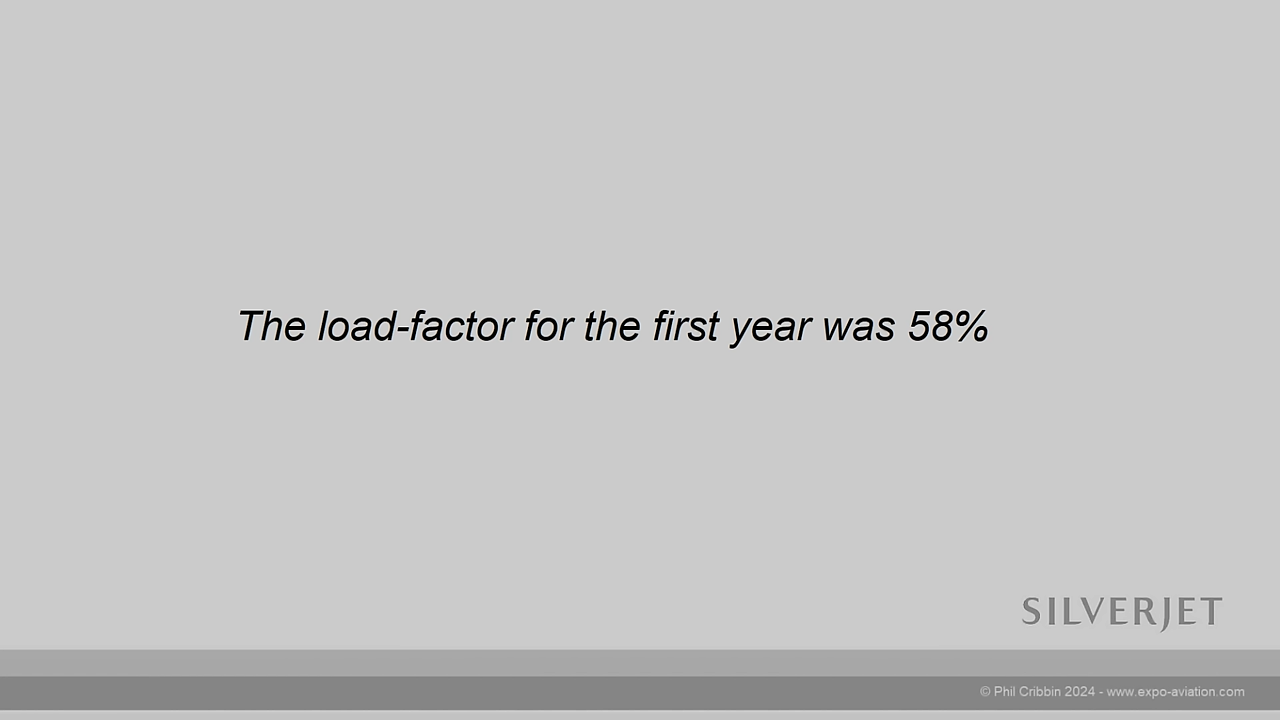 The load-factor for the first year was 58%
SILVERJET
© Phil Cribbin 2024 - www.expo-aviation.com